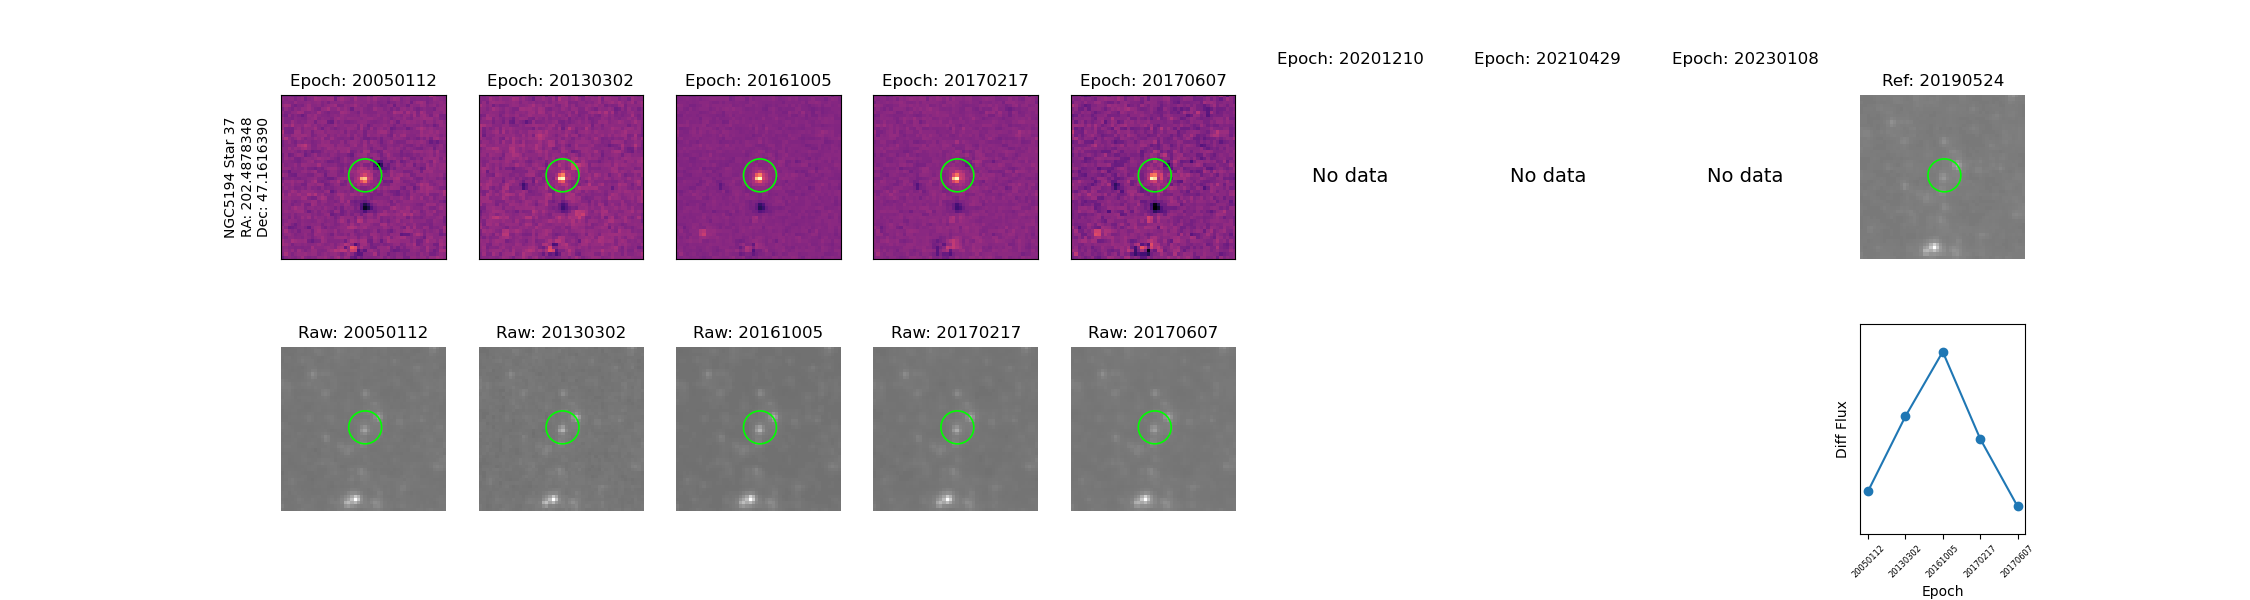 Epoch: 20050112
Epoch: 20130302
Epoch: 20161005
Epoch: 20170217
Epoch: 20170607
Epoch: 20201210
Epoch: 20210429
Epoch: 20230108
Ref: 20190524
NGC5194 Star 37
RA: 202.4878348
Dec: 47.1616390
No data
No data
No data
Raw: 20050112
Raw: 20130302
Raw: 20161005
Raw: 20170217
Raw: 20170607
Diff Flux
20050112
20130302
20161005
20170217
20170607
Epoch